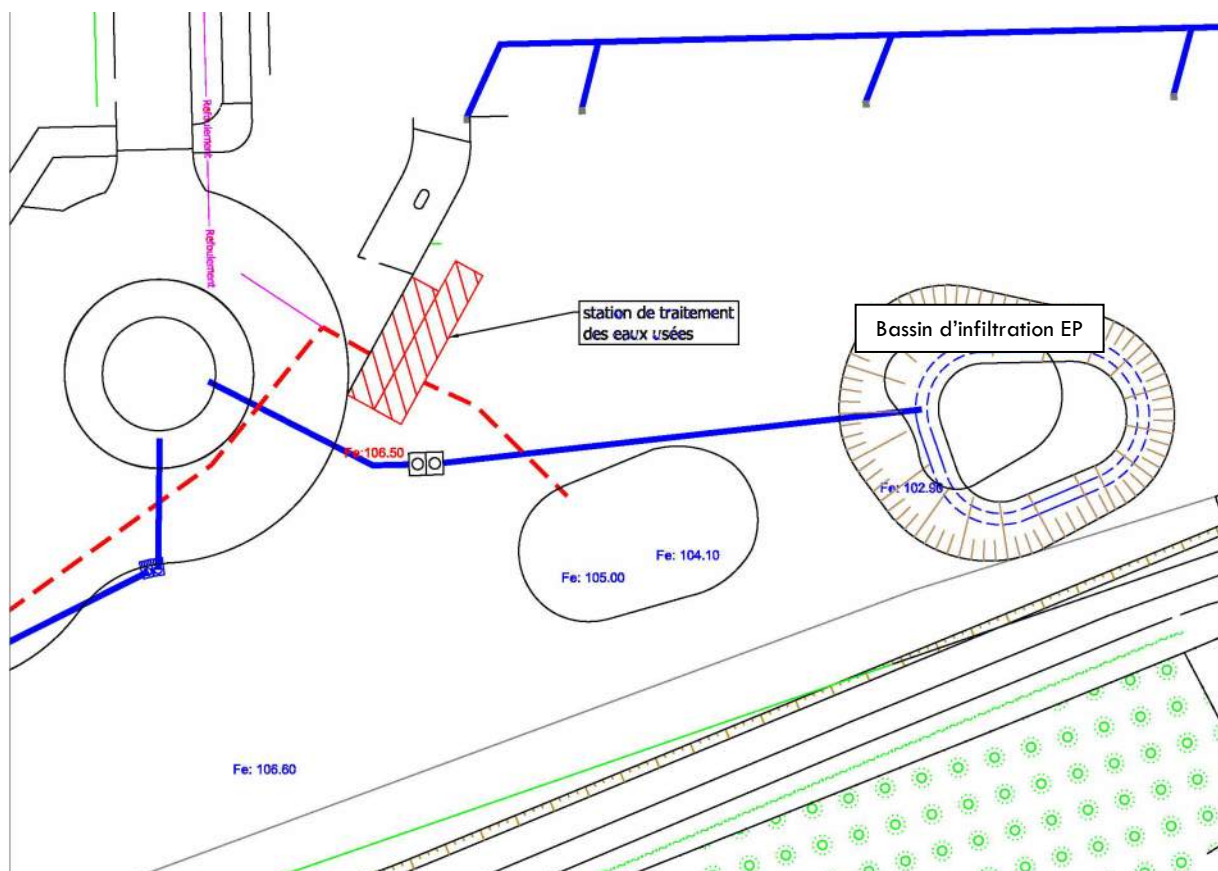 Refoulement
Refoulement
station de traitement
des eaux usées
Bassin d'infiltration EP
Fe:106.50
Fe: 102.96
Fe: 104.10
Fe: 105.00
Fe: 106.60